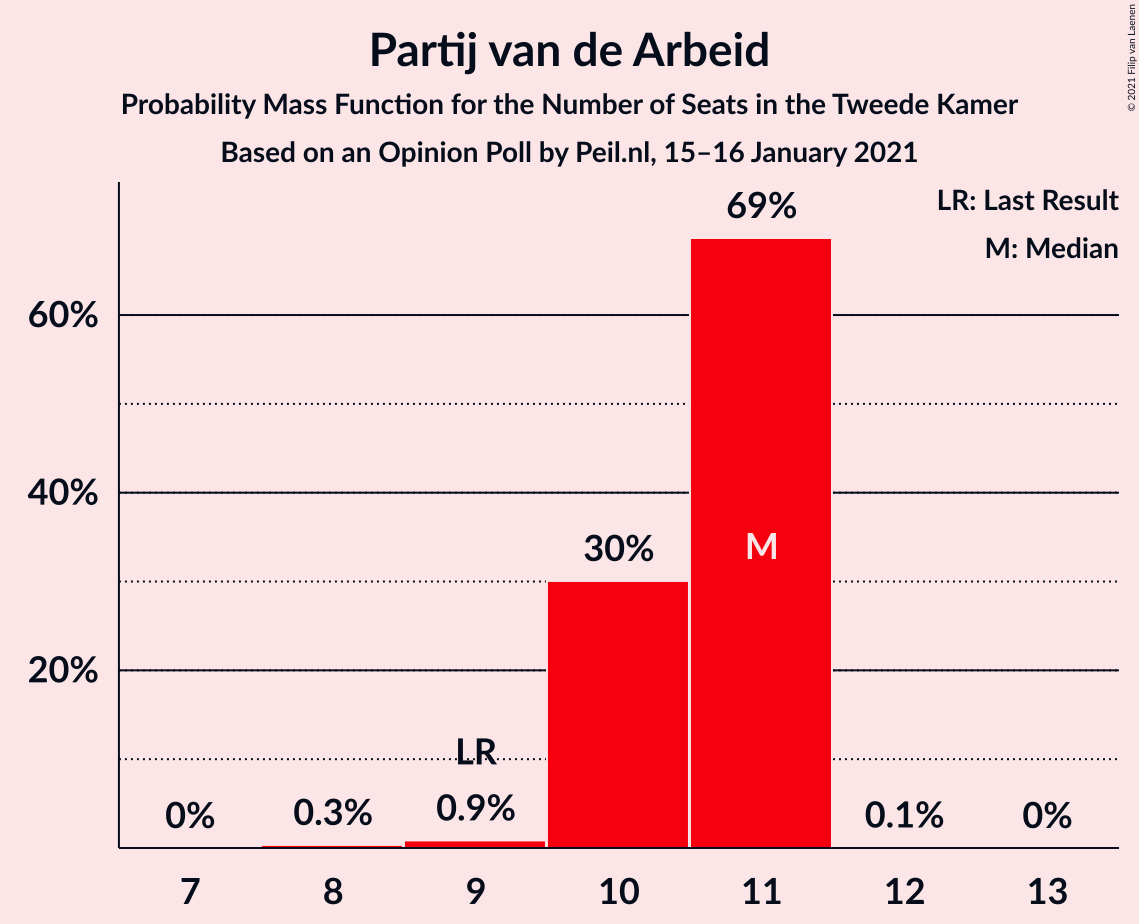 Partij van de Arbeid
Probability Mass Function for the Number of Seats in the Tweede Kamer
Based on an Opinion Poll by Peil.nl, 15–16 January 2021
© 2021 Filip van Laenen
LR: Last Result
M: Median
60%
40%
20%
0%
0.3%
LR
0.9%
30%
69%
M
0.1%
0%
7 8 9 10 11 12 13